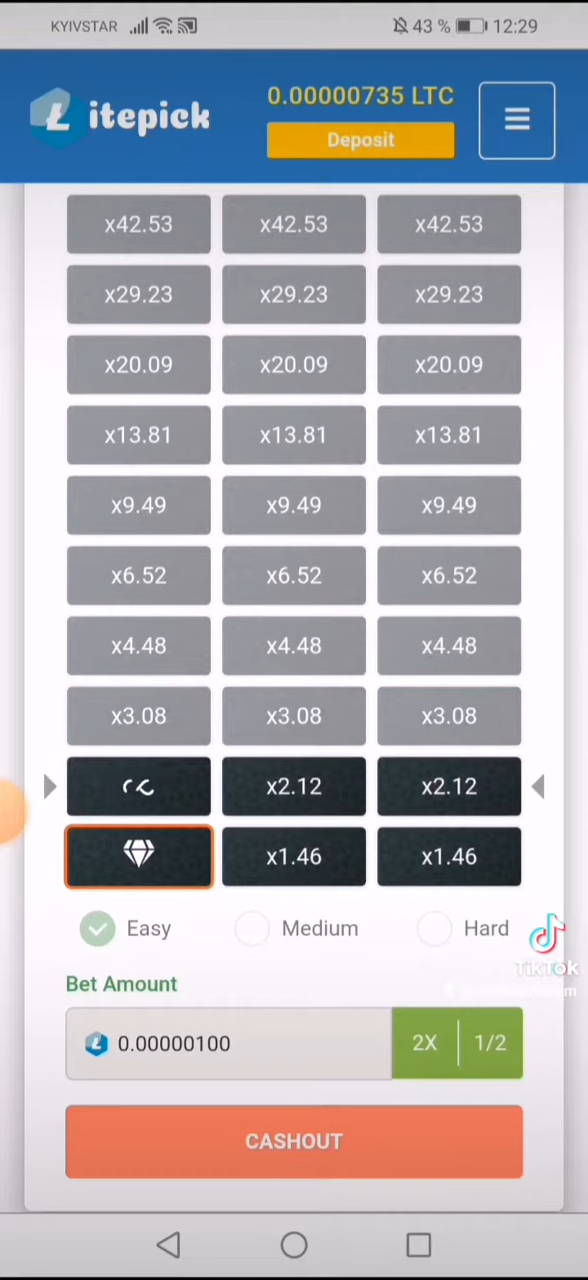 KYIVSTAR 43 % 12:29
Litepick 0.00000735 LTC
Deposit
x42.53 x42.53 x42.53
x29.23 x29.23 x29.23
x20.09 x20.09 x20.09
x13.81 x13.81 x13.81
x9.49 x9.49 x9.49
x6.52 x6.52 x6.52
x4.48 x4.48 x4.48
x3.08 x3.08 x3.08
x2.12 x2.12
x1.46 x1.46
Easy Medium Hard
TikTok
Bet Amount
0.00000100 2X 1/2
CASHOUT